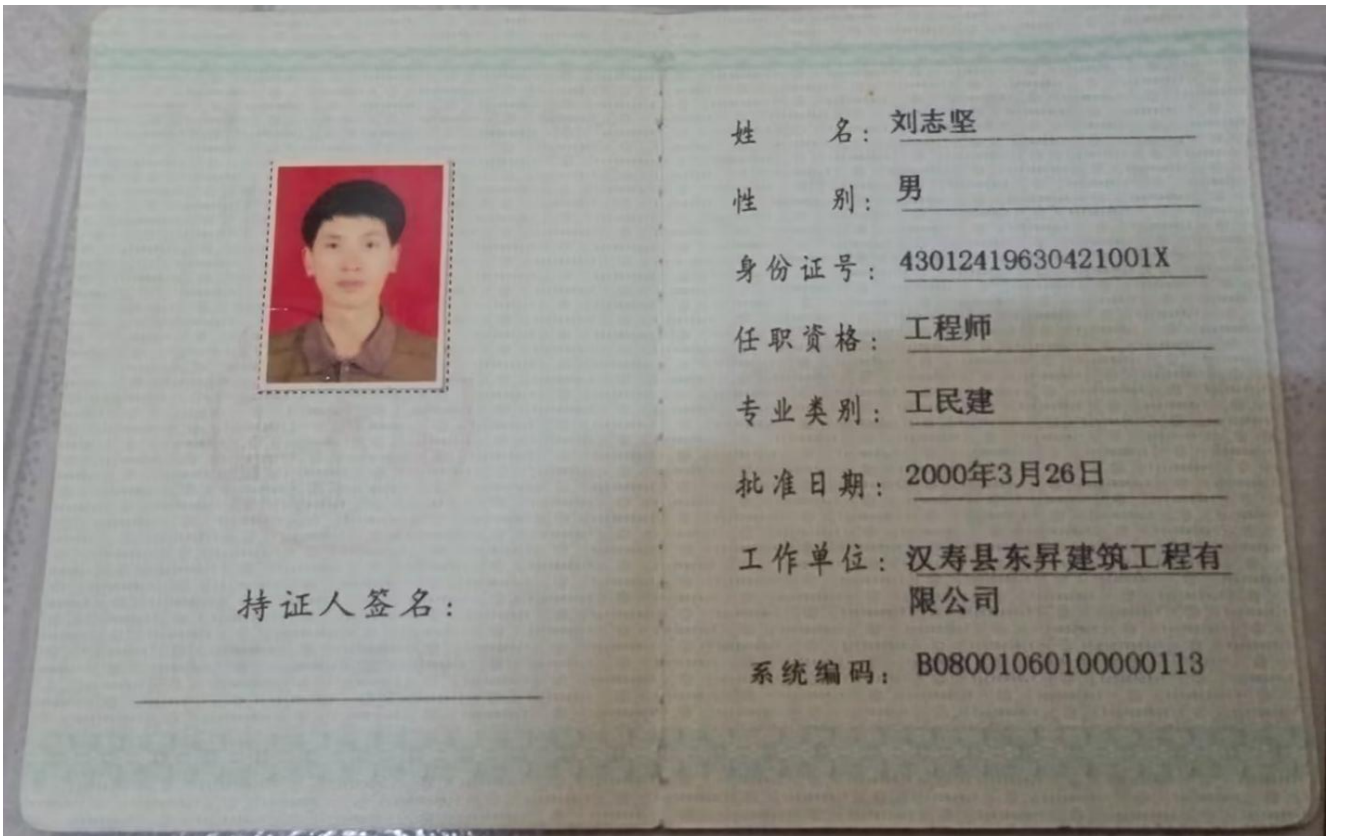 持证人签名：
姓名：刘志坚
性别：男
身份证号：43012419630421001X
任职资格：工程师
专业类别：工民建
批准日期：2000年3月26日
工作单位：汉寿县东昇建筑工程有
限公司
系统编码：B08001060100000113